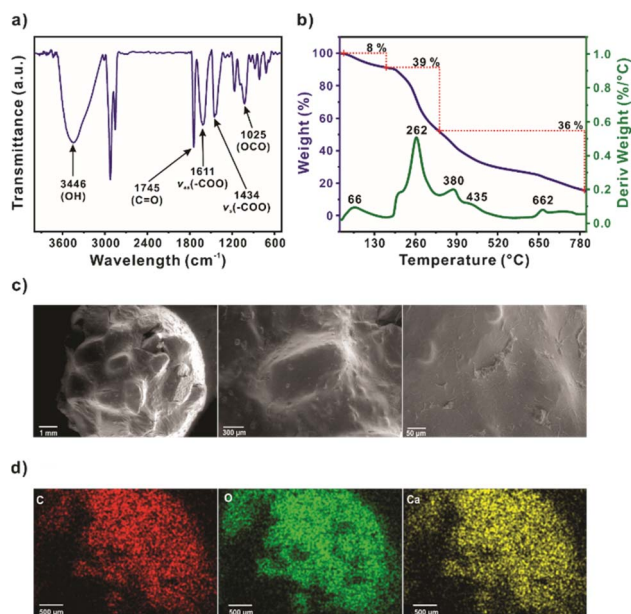 a)
Transmittance (a.u.)
3446
(OH)
1745
(C=O)
1611
νas(-COO)
1434
νs(-COO)
1025
(OCO)
3600 3000 2400 1800 1200 600
Wavelength (cm⁻¹)
b)
Weight (%)
100
80
60
40
20
0
8 %
39 %
36 %
262
66
380
435
662
1.0
0.8
0.6
0.4
0.2
0.0
Deriv Weight (%/°C)
130 260 390 520 650 780
Temperature (°C)
c)
1 mm
300 µm
50 µm
d)
C
500 µm
O
500 µm
Ca
500 µm